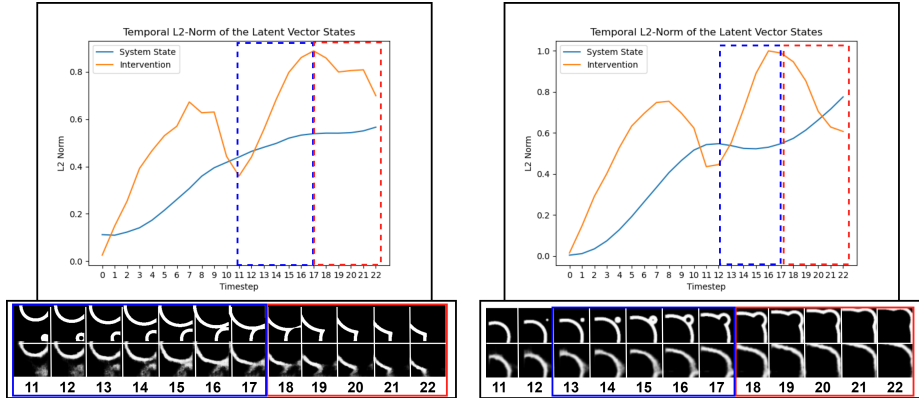 Temporal L2-Norm of the Latent Vector States
System State
Intervention
L2 Norm
0.8
0.6
0.4
0.2
0.0
0 1 2 3 4 5 6 7 8 9 10 11 12 13 14 15 16 17 18 19 20 21 22
Timestep
11 12 13 14 15 16 17 18 19 20 21 22
Temporal L2-Norm of the Latent Vector States
System State
Intervention
L2 Norm
1.0
0.8
0.6
0.4
0.2
0.0
0 1 2 3 4 5 6 7 8 9 10 11 12 13 14 15 16 17 18 19 20 21 22
Timestep
11 12 13 14 15 16 17 18 19 20 21 22